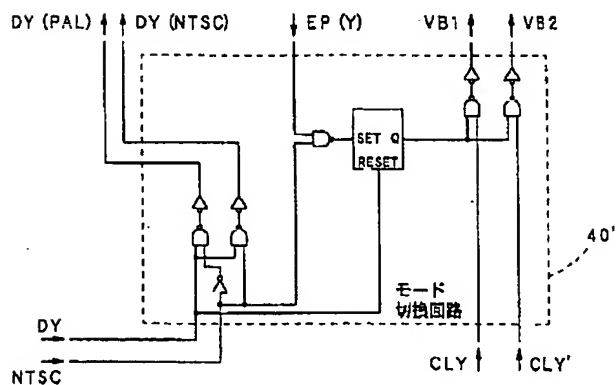 DY (PAL)
DY (NTSC)
EP (Y)
VB1
VB2
SET Q
RESET
40'
モード
切換回路
DY
NTSC
CLY
CLY'